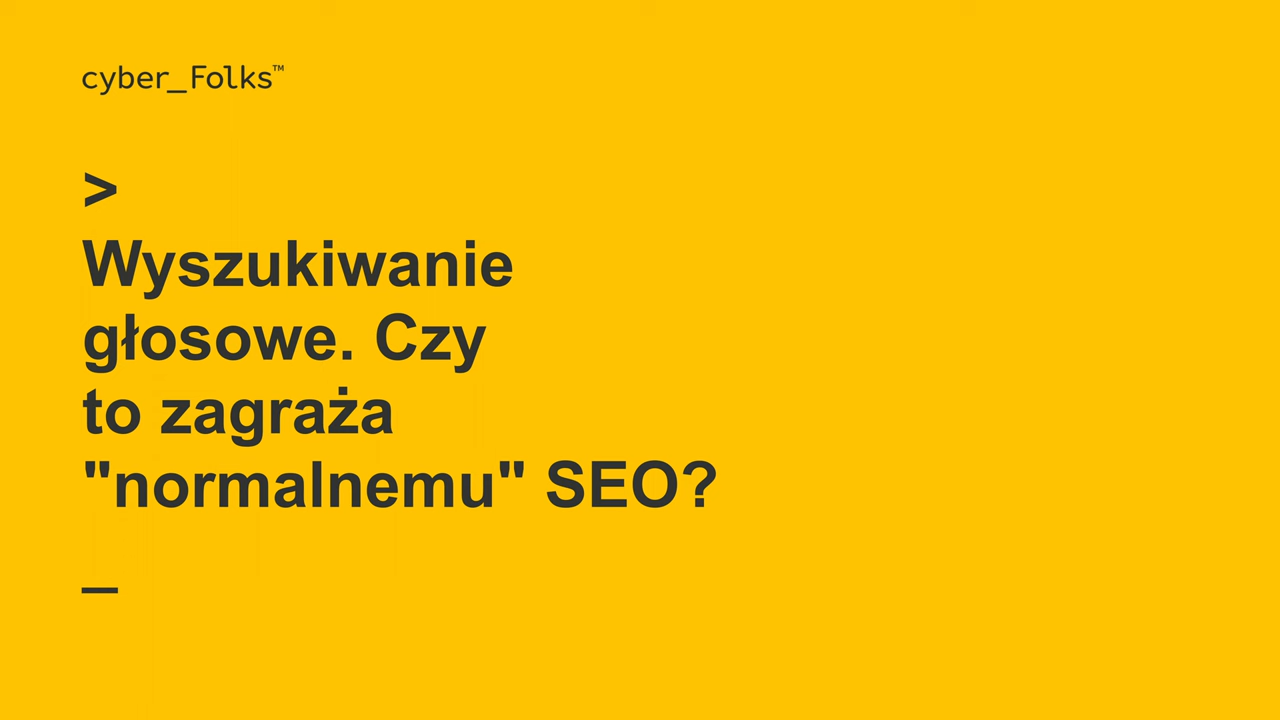 cyber_Folks™
>
Wyszukiwanie
głosowe. Czy
to zagraża
"normalnemu" SEO?
_